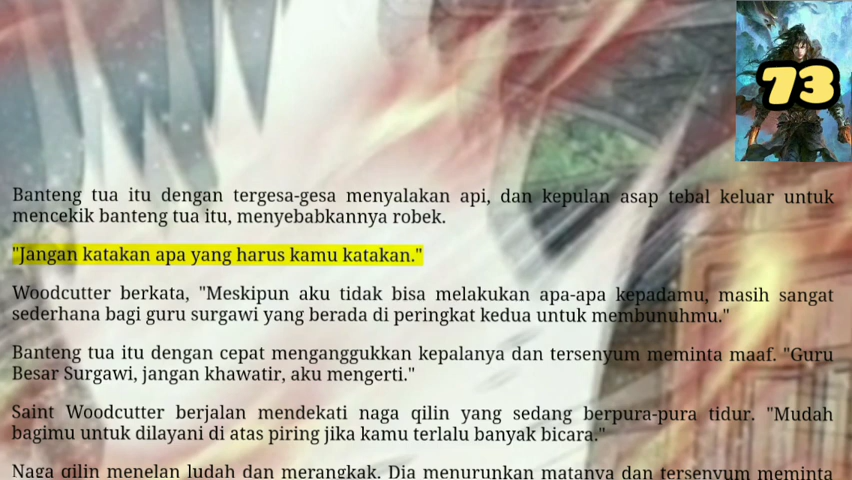 73
Banteng tua itu dengan tergesa-gesa menyalakan api, dan kepulan asap tebal keluar untuk
mencekik banteng tua itu, menyebabkannya robek.
"Jangan katakan apa yang harus kamu katakan."
Woodcutter berkata, "Meskipun aku tidak bisa melakukan apa-apa kepadamu, masih sangat
sederhana bagi guru surgawi yang berada di peringkat kedua untuk membunuhmu."
Banteng tua itu dengan cepat menganggukkan kepalanya dan tersenyum meminta maaf. "Guru
Besar Surgawi, jangan khawatir, aku mengerti."
Saint Woodcutter berjalan mendekati naga qilin yang sedang berpura-pura tidur. "Mudah
bagimu untuk dilayani di atas piring jika kamu terlalu banyak bicara."
Naga qilin menelan ludah dan merangkak. Dia menurunkan matanya dan tersenyum meminta